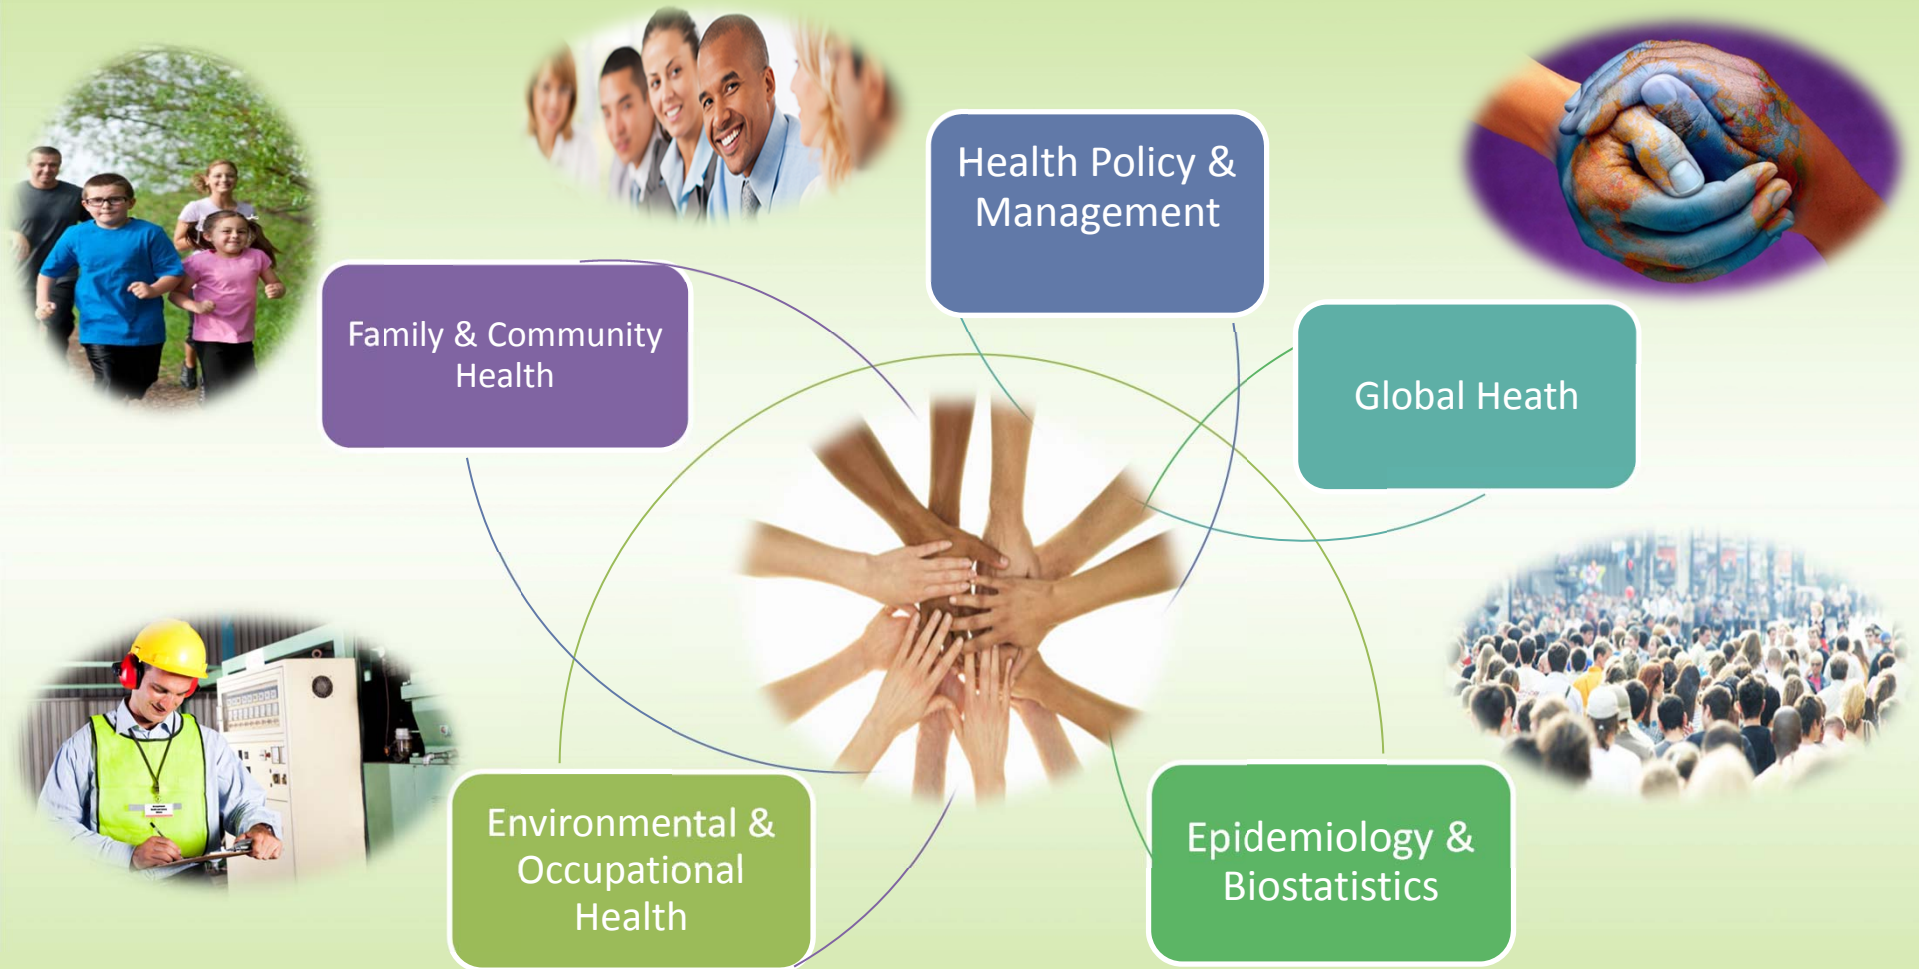 Health Policy &
Management
Family & Community
Health
Global Heath
Environmental &
Occupational
Health
Epidemiology &
Biostatistics